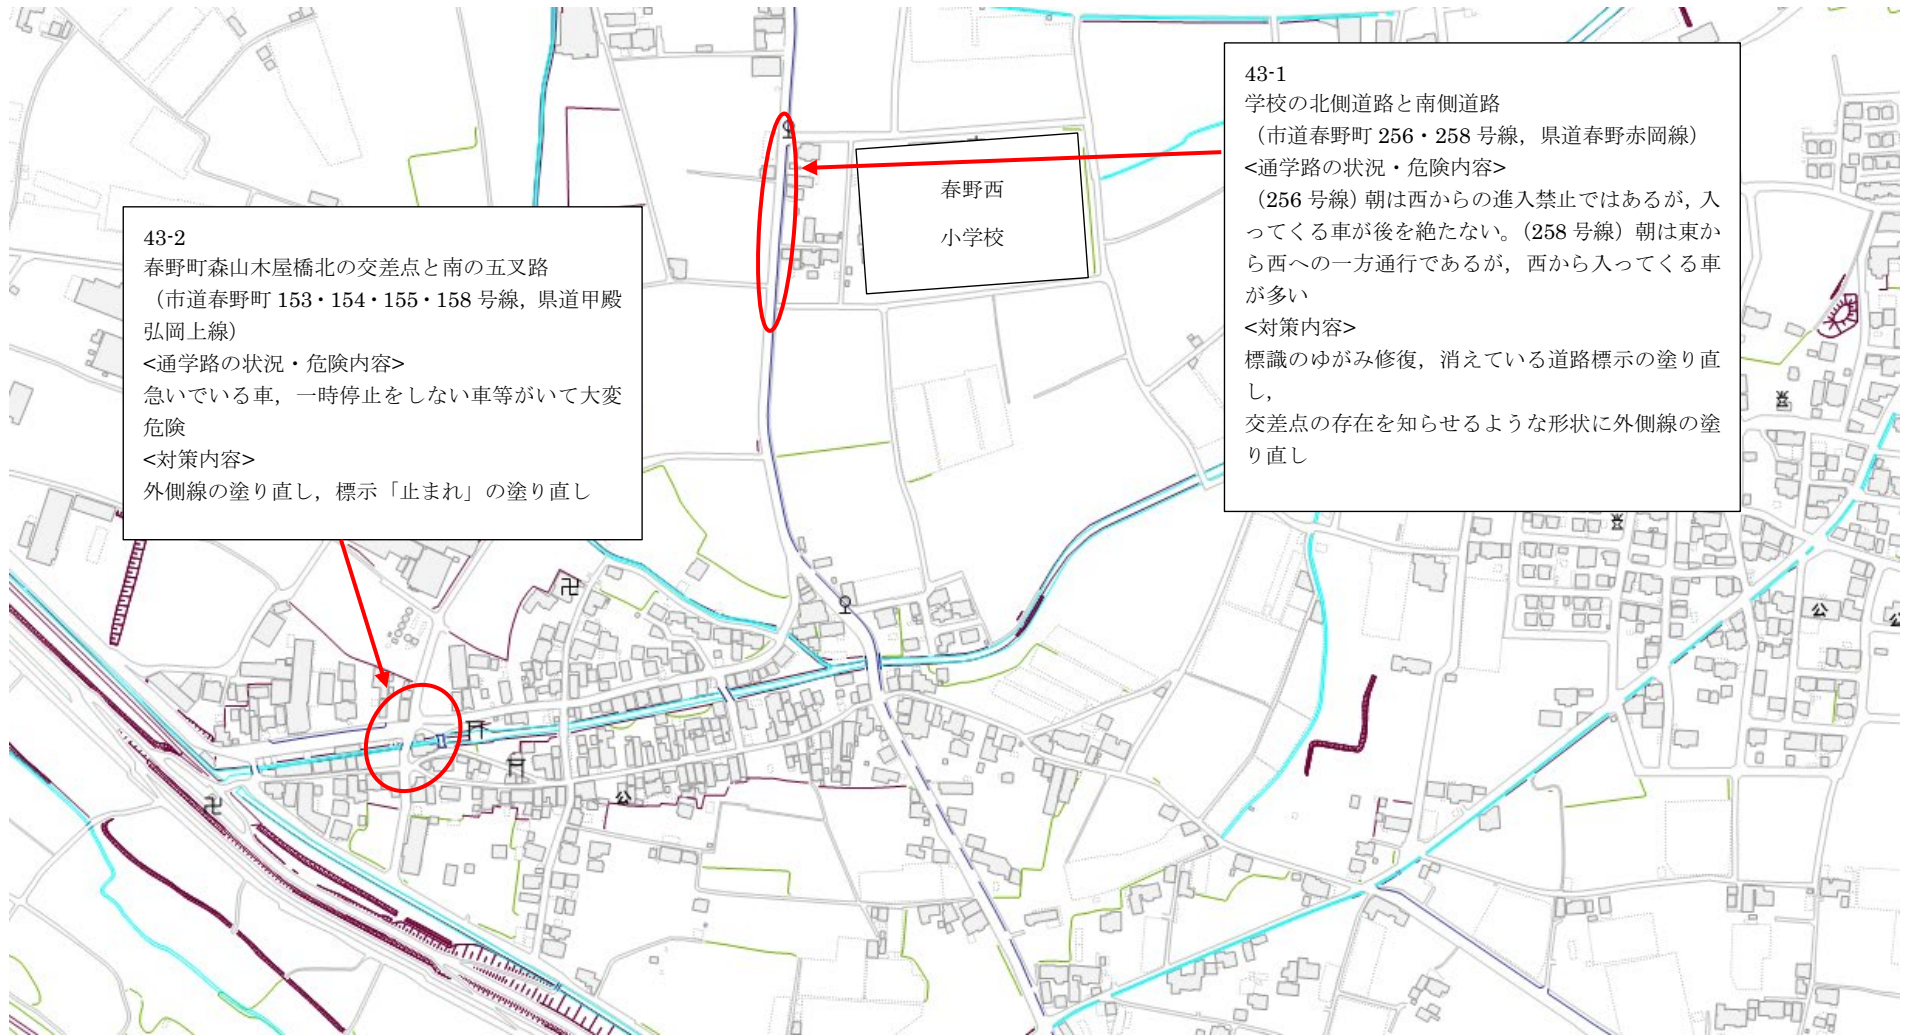 43-1
学校の北側道路と南側道路
（市道春野町 256・258 号線，県道春野赤岡線）
<通学路の状況・危険内容>
（256 号線）朝は西からの進入禁止ではあるが，入
ってくる車が後を絶たない。（258 号線）朝は東か
ら西への一方通行であるが，西から入ってくる車
が多い
<対策内容>
標識のゆがみ修復，消えている道路標示の塗り直
し，
交差点の存在を知らせるような形状に外側線の塗
り直し
春野西
小学校
43-2
春野町森山木屋橋北の交差点と南の五叉路
（市道春野町 153・154・155・158 号線，県道甲殿
弘岡上線）
<通学路の状況・危険内容>
急いでいる車，一時停止をしない車等がいて大変
危険
<対策内容>
外側線の塗り直し，標示「止まれ」の塗り直し
公
公